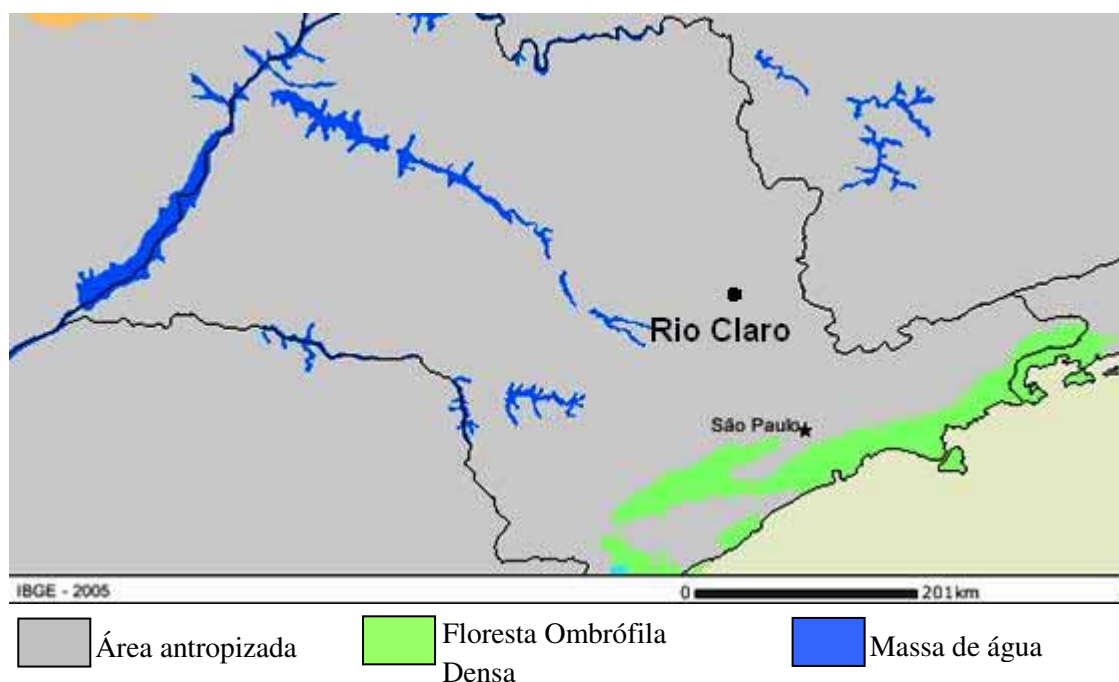 Rio Claro
São Paulo
IBGE - 2005
0 201km
Área antropizada
Floresta Ombrófila
Densa
Massa de água